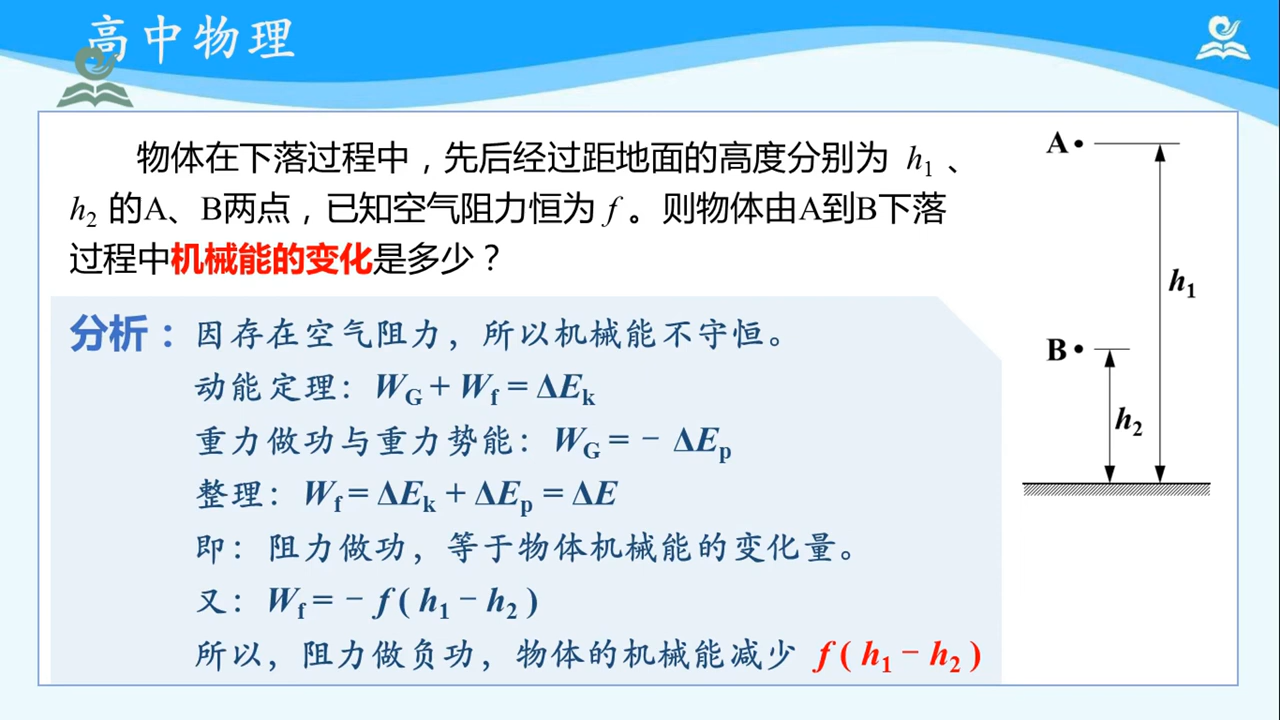 高中物理
物体在下落过程中，先后经过距地面的高度分别为 h₁ 、
h₂ 的A、B两点，已知空气阻力恒为 f 。则物体由A到B下落
过程中机械能的变化是多少？
分析：因存在空气阻力，所以机械能不守恒。
动能定理：W_G + W_f = ΔE_k
重力做功与重力势能：W_G = － ΔE_p
整理：W_f = ΔE_k + ΔE_p = ΔE
即：阻力做功，等于物体机械能的变化量。
又：W_f = － f ( h₁ － h₂ )
所以，阻力做负功，物体的机械能减少 f ( h₁ － h₂ )
A
h₁
B
h₂